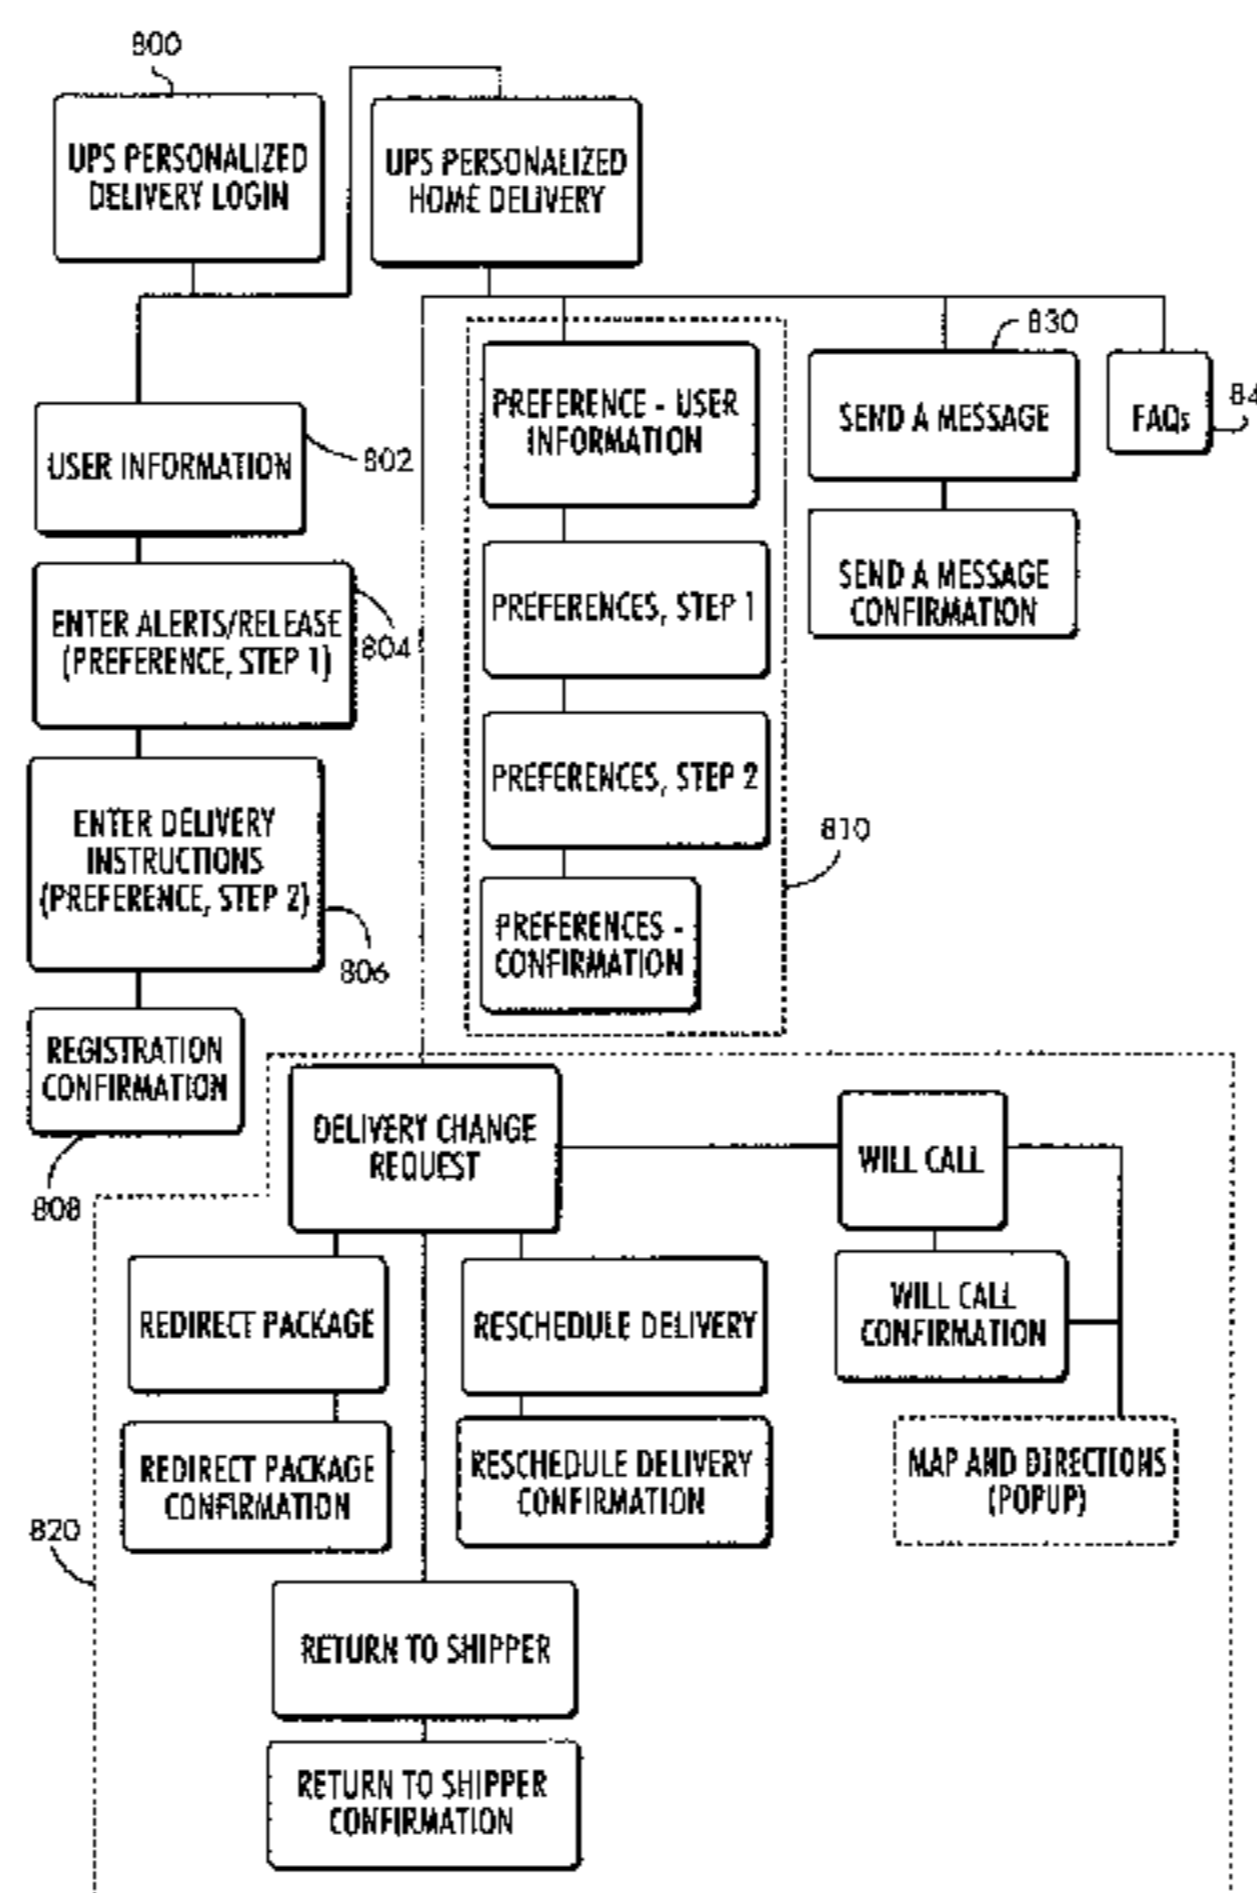 800
UPS PERSONALIZED
DELIVERY LOGIN
UPS PERSONALIZED
HOME DELIVERY
830
PREFERENCE - USER
INFORMATION
SEND A MESSAGE
FAQs
84
USER INFORMATION
802
SEND A MESSAGE
CONFIRMATION
PREFERENCES, STEP 1
ENTER ALERTS/RELEASE
(PREFERENCE, STEP 1)
804
PREFERENCES, STEP 2
ENTER DELIVERY
INSTRUCTIONS
(PREFERENCE, STEP 2)
810
PREFERENCES -
CONFIRMATION
806
REGISTRATION
CONFIRMATION
808
DELIVERY CHANGE
REQUEST
WILL CALL
REDIRECT PACKAGE
RESCHEDULE DELIVERY
WILL CALL
CONFIRMATION
REDIRECT PACKAGE
CONFIRMATION
RESCHEDULE DELIVERY
CONFIRMATION
MAP AND DIRECTIONS
(POPUP)
820
RETURN TO SHIPPER
RETURN TO SHIPPER
CONFIRMATION